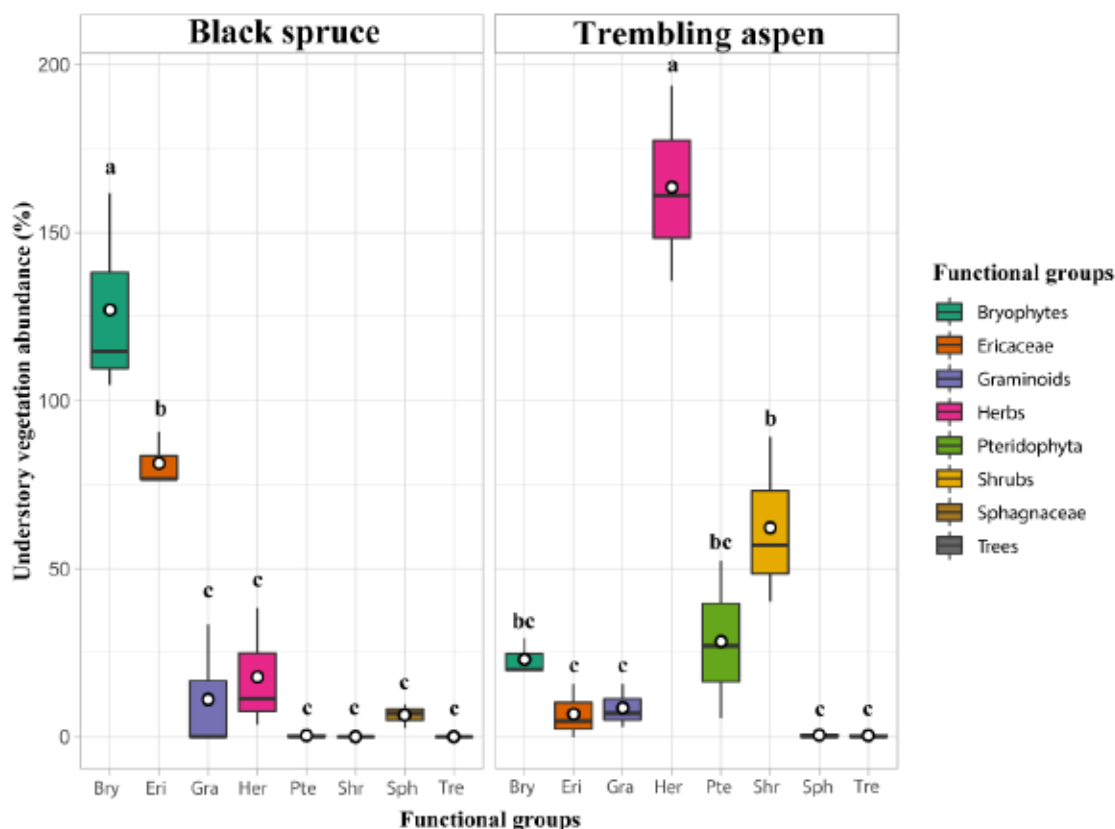 Black spruce
Trembling aspen
Understory vegetation abundance (%)
200
150
100
50
0
a
b
c
c
c
c
c
c
bc
c
c
a
bc
b
c
c
Bry Eri Gra Her Pte Shr Sph Tre
Bry Eri Gra Her Pte Shr Sph Tre
Functional groups
Functional groups
Bryophytes
Ericaceae
Graminoids
Herbs
Pteridophyta
Shrubs
Sphagnaceae
Trees